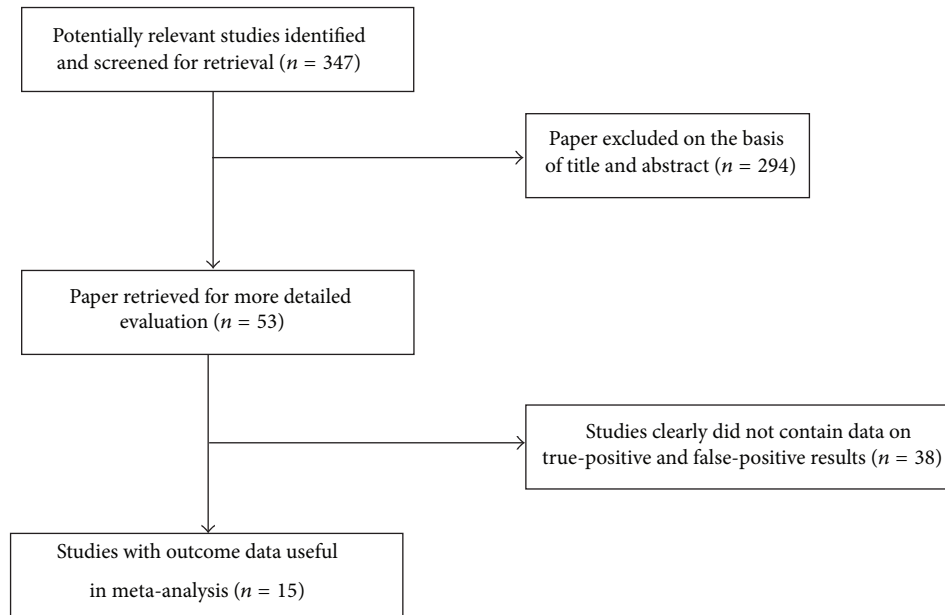 Potentially relevant studies identified
and screened for retrieval (n = 347)
Paper excluded on the basis
of title and abstract (n = 294)
Paper retrieved for more detailed
evaluation (n = 53)
Studies clearly did not contain data on
true-positive and false-positive results (n = 38)
Studies with outcome data useful
in meta-analysis (n = 15)